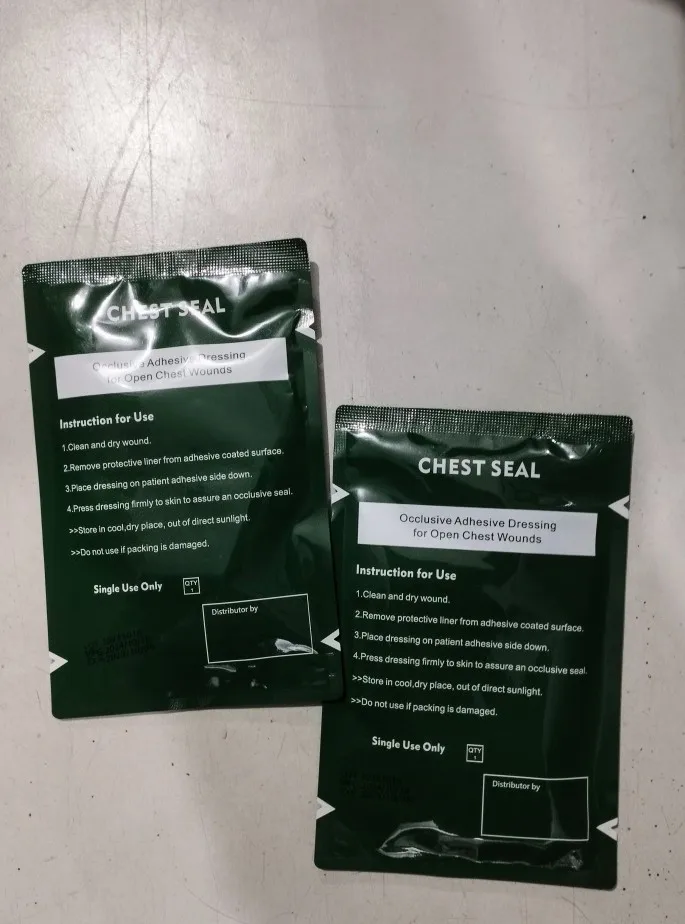 CHEST SEAL
Occlusive Adhesive Dressing
for Open Chest Wounds
Instruction for Use
1.Clean and dry wound.
2.Remove protective liner from adhesive coated surface.
3.Place dressing on patient adhesive side down.
4.Press dressing firmly to skin to assure an occlusive seal.
>>Store in cool,dry place, out of direct sunlight.
>>Do not use if packing is damaged.
Single Use Only
QTY
1
Distributor by
CHEST SEAL
Occlusive Adhesive Dressing
for Open Chest Wounds
Instruction for Use
1.Clean and dry wound.
2.Remove protective liner from adhesive coated surface.
3.Place dressing on patient adhesive side down.
4.Press dressing firmly to skin to assure an occlusive seal.
>>Store in cool,dry place, out of direct sunlight.
>>Do not use if packing is damaged.
Single Use Only
QTY
1
Distributor by